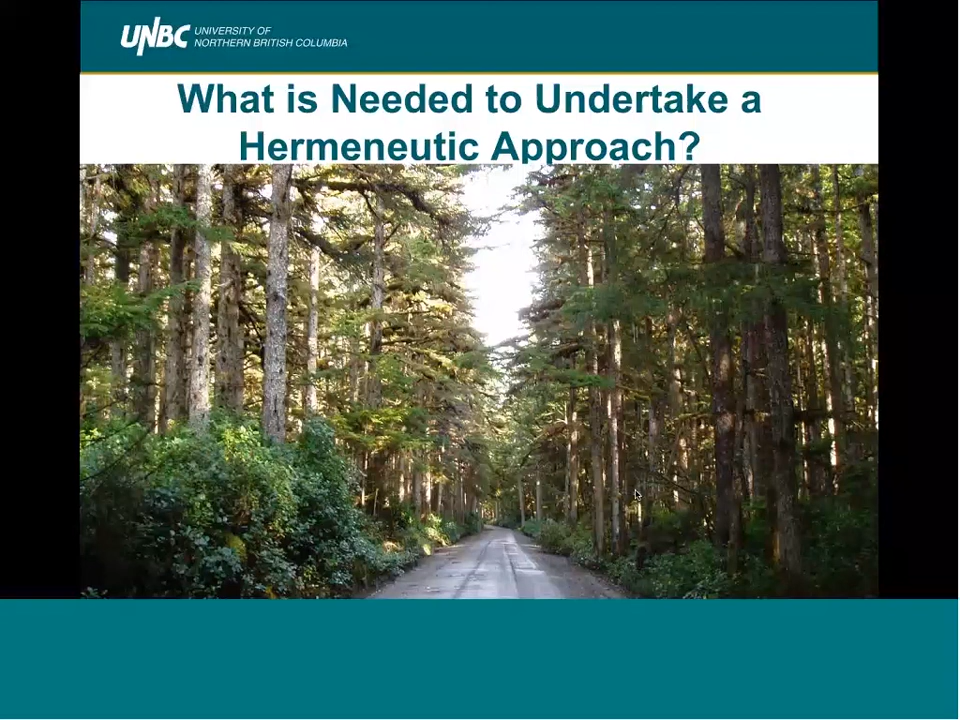 UNBC
UNIVERSITY OF
NORTHERN BRITISH COLUMBIA
What is Needed to Undertake a
Hermeneutic Approach?